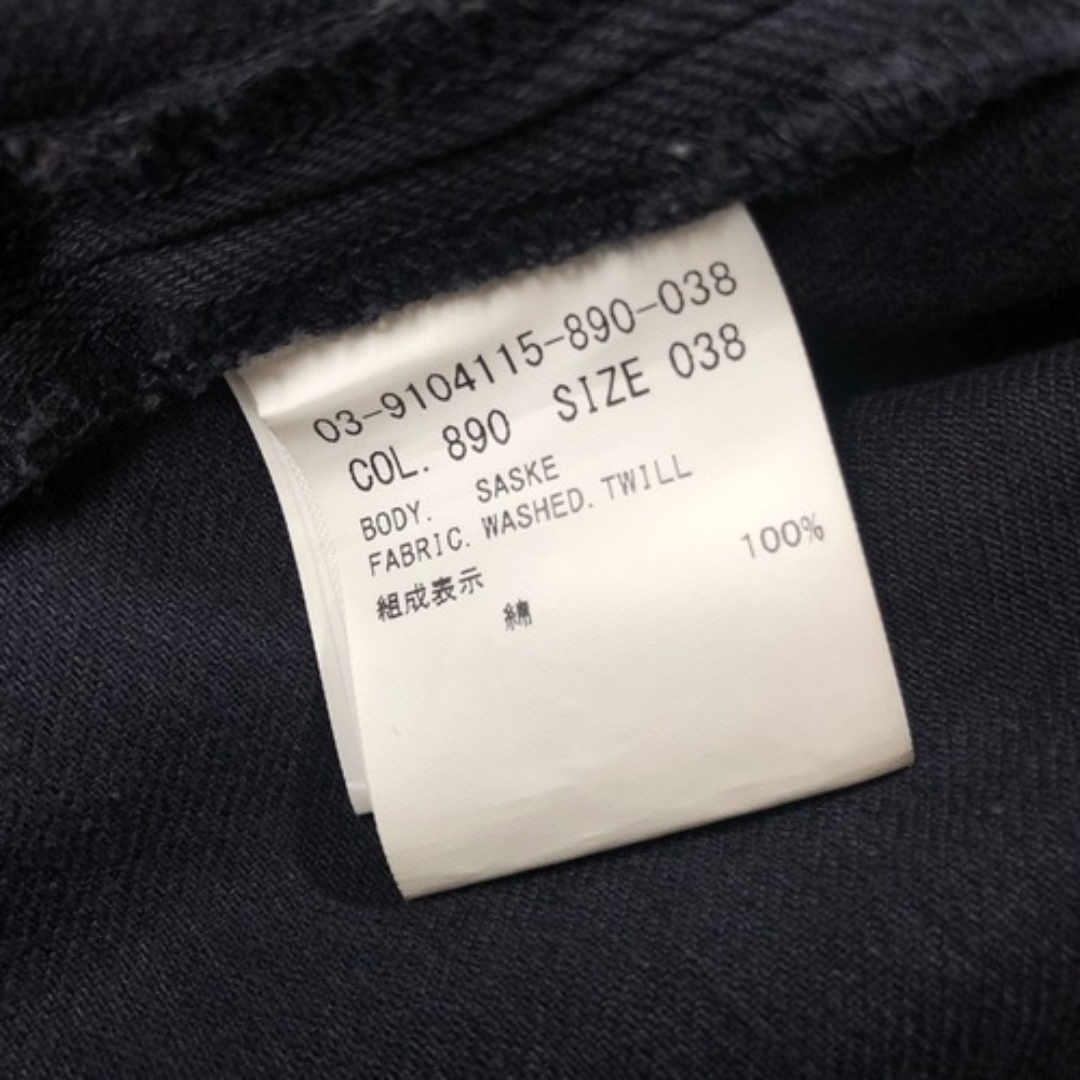 03-9104115-890-038
COL. 890 SIZE 038
BODY. SASKE
FABRIC. WASHED. TWILL
組成表示
綿 100%